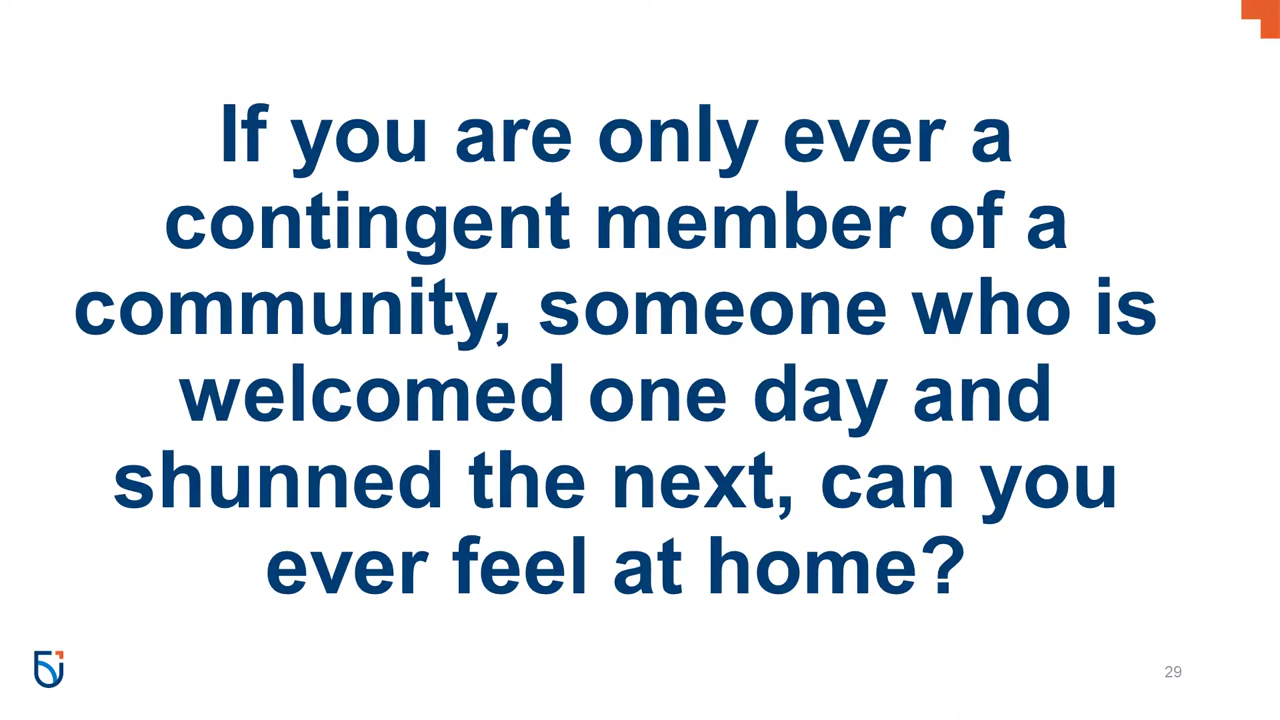 If you are only ever a
contingent member of a
community, someone who is
welcomed one day and
shunned the next, can you
ever feel at home?
29